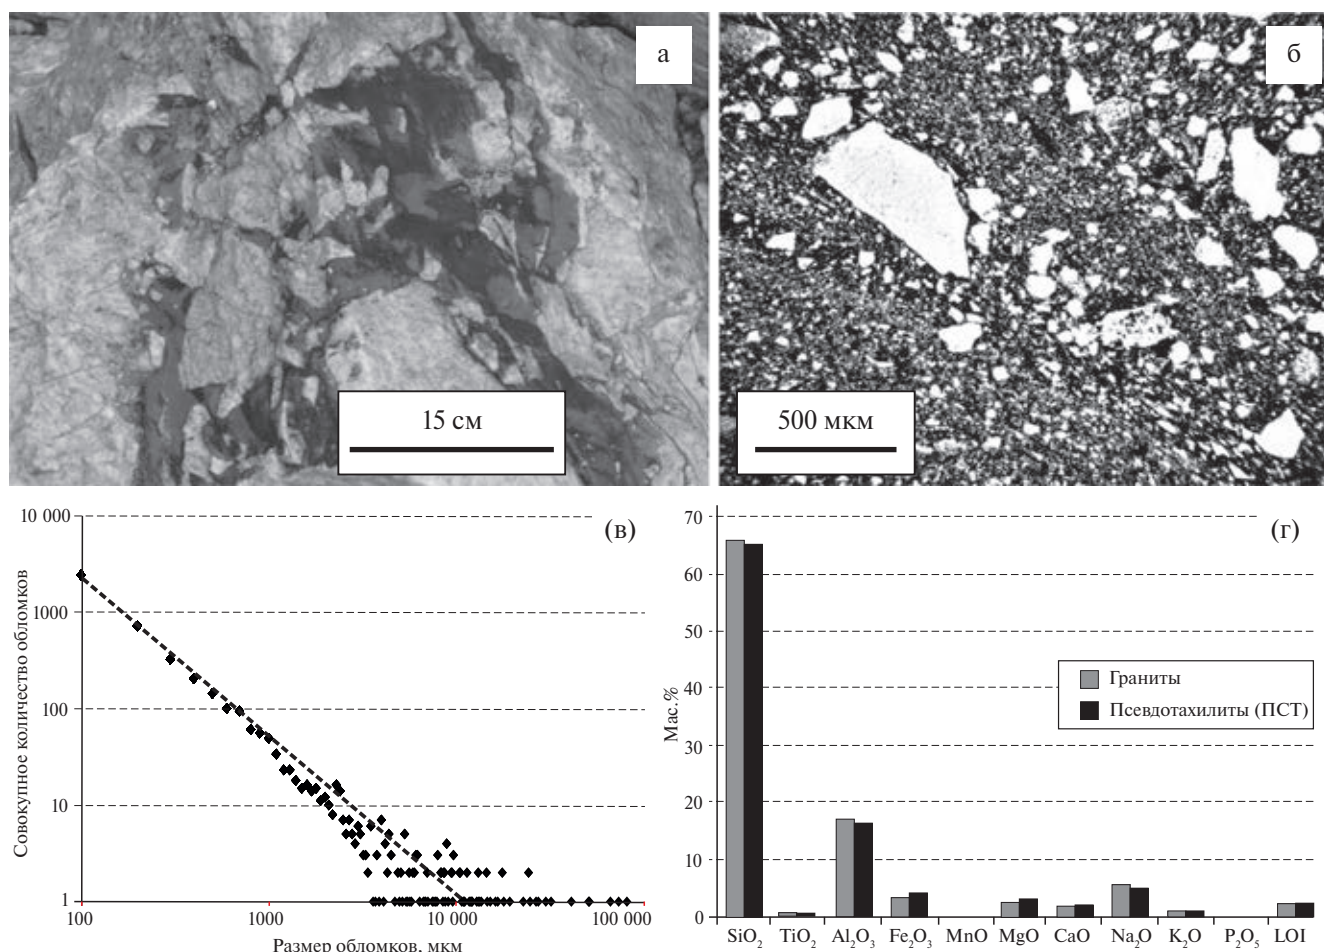 а
15 см
б
500 мкм
(в)
Совокупное количество обломков
10 000
1000
100
10
1
100
1000
10 000
100 000
Размер обломков, мкм
(г)
Мас.%
70
60
50
40
30
20
10
0
Граниты
Псевдотахилиты (ПСТ)
SiO₂ TiO₂ Al₂O₃ Fe₂O₃ MnO MgO CaO Na₂O K₂O P₂O₅ LOI